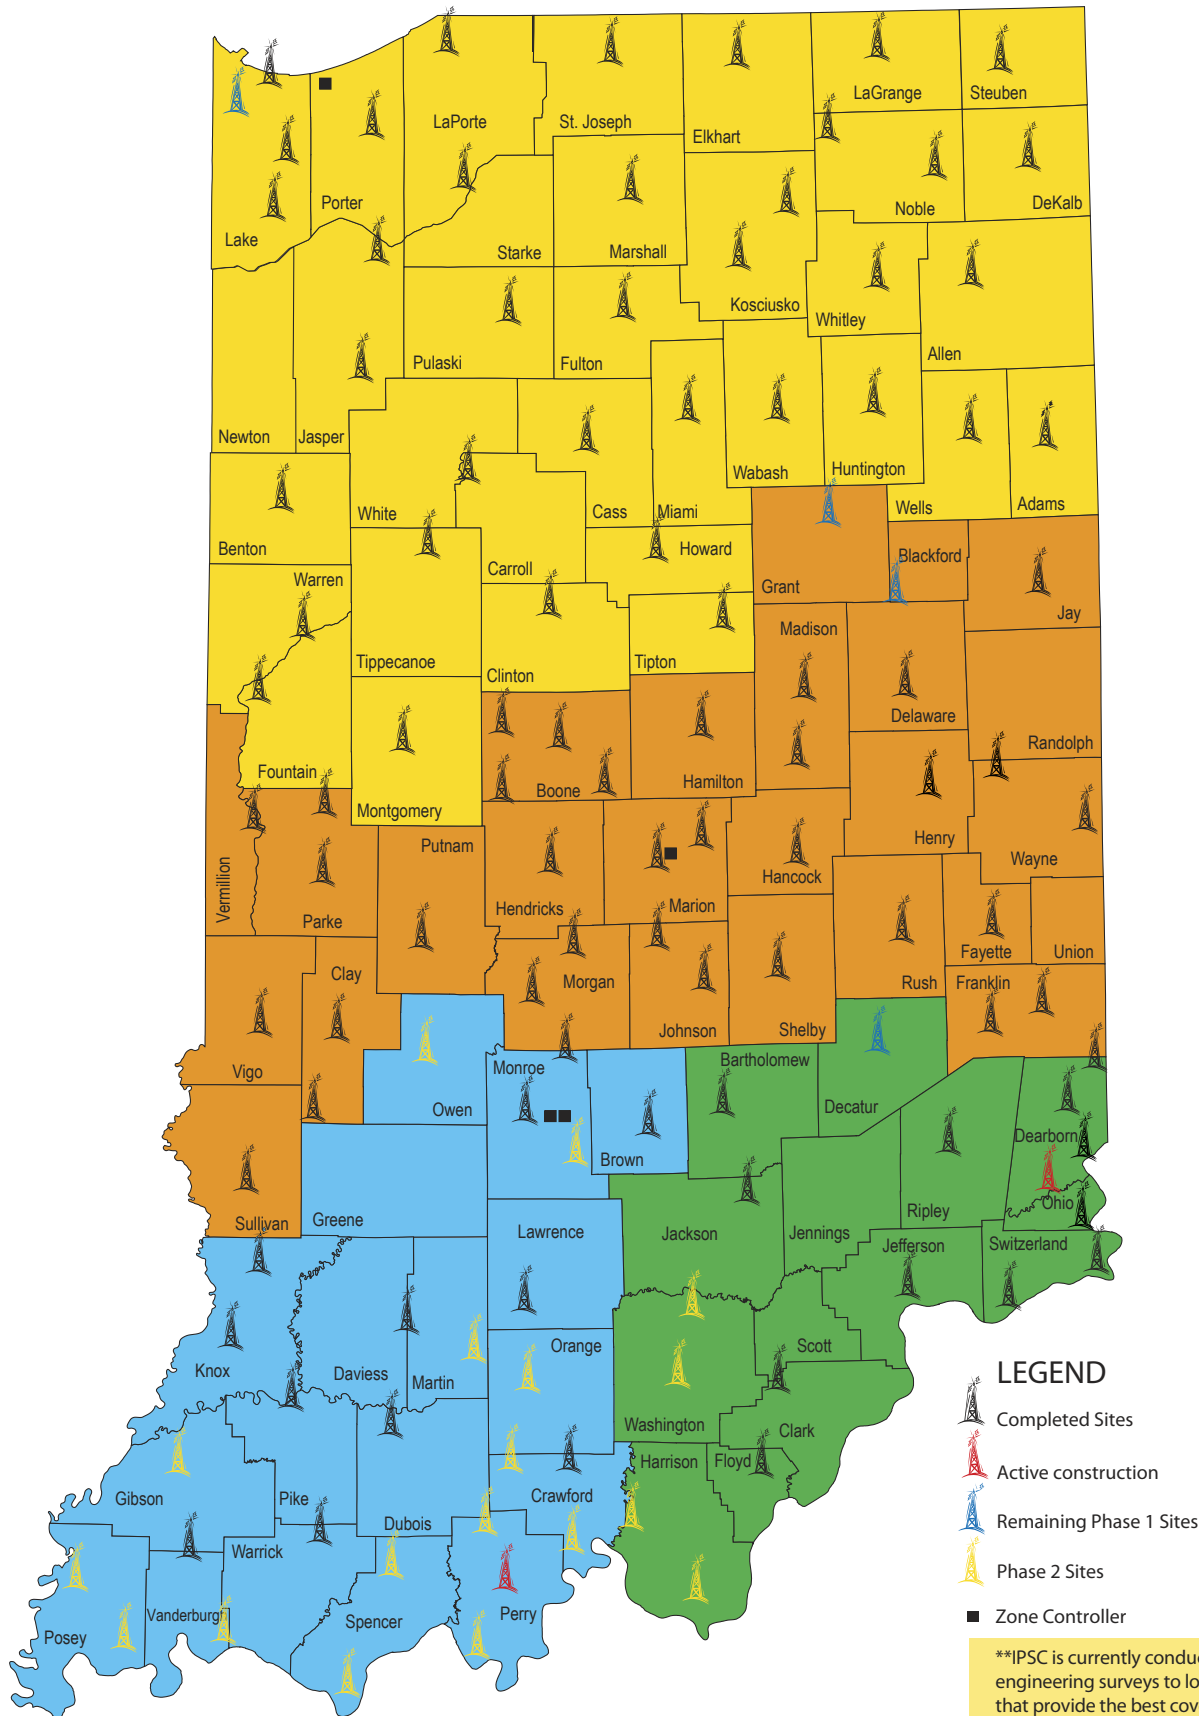 LaGrange
Steuben
LaPorte
St. Joseph
Elkhart
Porter
Noble
DeKalb
Lake
Starke
Marshall
Kosciusko
Whitley
Allen
Pulaski
Fulton
Newton
Jasper
Wabash
Huntington
White
Cass
Miami
Wells
Adams
Benton
Howard
Carroll
Grant
Blackford
Warren
Jay
Madison
Tippecanoe
Clinton
Tipton
Delaware
Randolph
Fountain
Montgomery
Boone
Hamilton
Putnam
Henry
Wayne
Vermillion
Parke
Hendricks
Marion
Hancock
Fayette
Union
Clay
Morgan
Rush
Franklin
Vigo
Johnson
Shelby
Monroe
Bartholomew
Owen
Decatur
Dearborn
Brown
Sullivan
Greene
Lawrence
Jackson
Jennings
Ripley
Ohio
Jefferson
Switzerland
Knox
Daviess
Martin
Orange
Scott
Washington
Clark
Harrison
Floyd
Gibson
Pike
Dubois
Crawford
Warrick
Posey
Vanderburgh
Spencer
Perry
LEGEND
Completed Sites
Active construction
Remaining Phase 1 Sites
Phase 2 Sites
Zone Controller
**IPSC is currently conduc
engineering surveys to lo
that provide the best cov